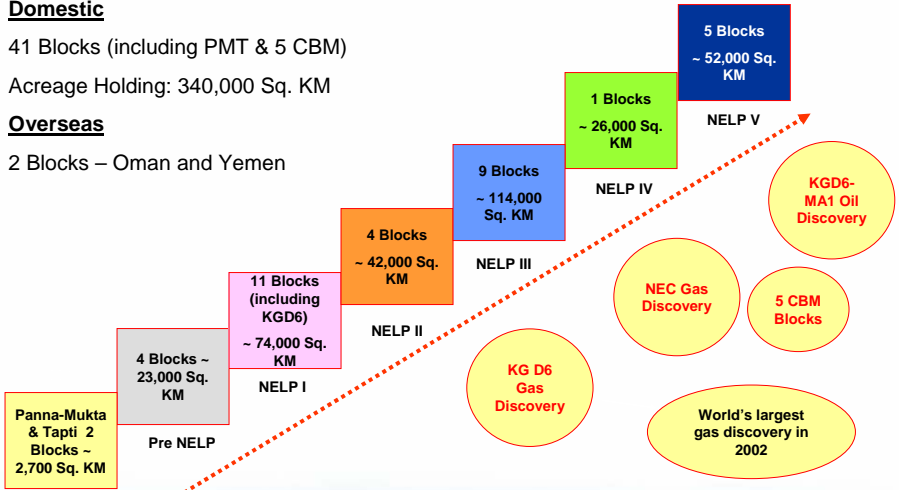 Domestic
41 Blocks (including PMT & 5 CBM)
Acreage Holding: 340,000 Sq. KM
Overseas
2 Blocks – Oman and Yemen
5 Blocks
~ 52,000 Sq.
KM
NELP V
1 Blocks
~ 26,000 Sq.
KM
NELP IV
9 Blocks
~ 114,000
Sq. KM
NELP III
4 Blocks
~ 42,000 Sq.
KM
NELP II
11 Blocks
(including
KGD6)
~ 74,000 Sq.
KM
NELP I
4 Blocks ~
23,000 Sq.
KM
Pre NELP
Panna-Mukta
& Tapti 2
Blocks ~
2,700 Sq. KM
KGD6-
MA1 Oil
Discovery
NEC Gas
Discovery
5 CBM
Blocks
KG D6
Gas
Discovery
World's largest
gas discovery in
2002